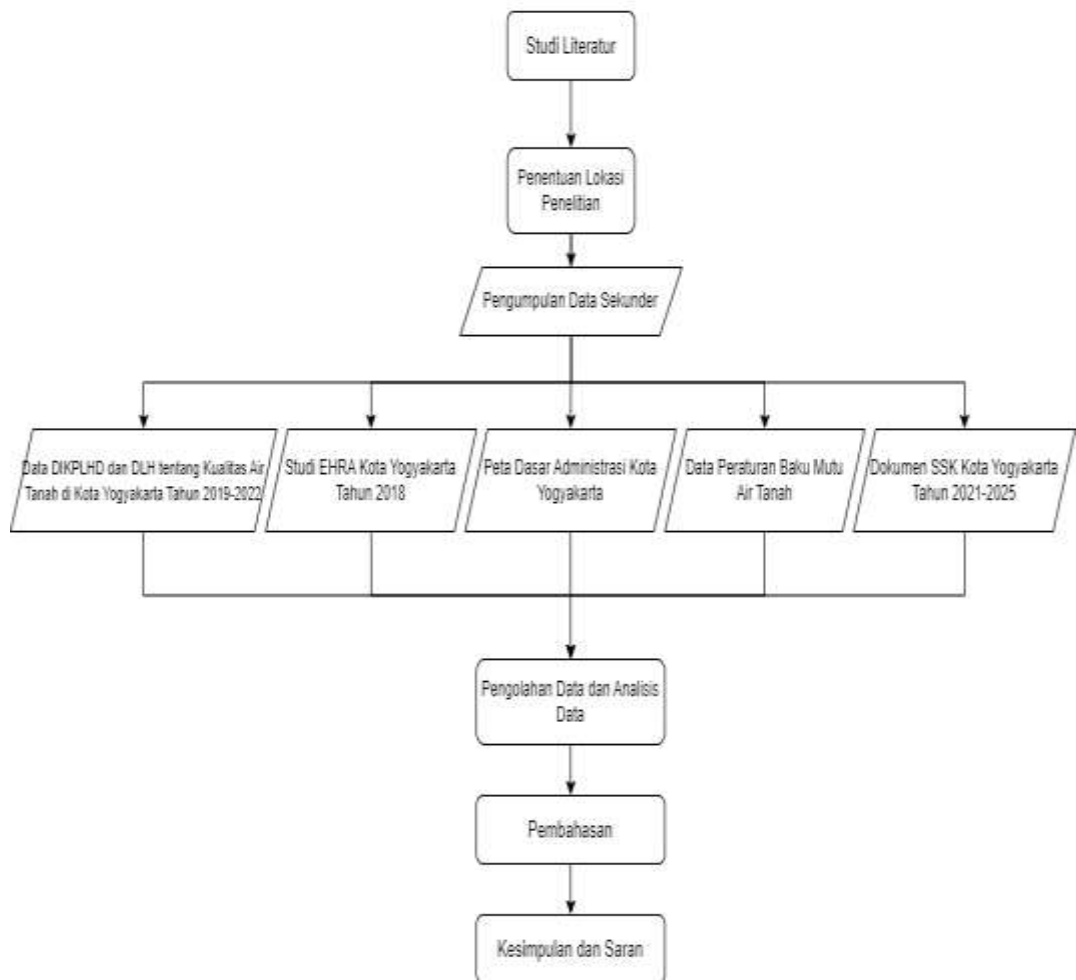 Studi Literatur
Penentuan Lokasi
Penelitian
Pengumpulan Data Sekunder
Data DIKPLHD dan DLH tentang Kualitas Air
Tanah di Kota Yogyakarta Tahun 2019-2022
Studi EHRA Kota Yogyakarta
Tahun 2018
Peta Dasar Administrasi Kota
Yogyakarta
Data Peraturan Baku Mutu
Air Tanah
Dokumen SSK Kota Yogyakarta
Tahun 2021-2025
Pengolahan Data dan Analisis
Data
Pembahasan
Kesimpulan dan Saran